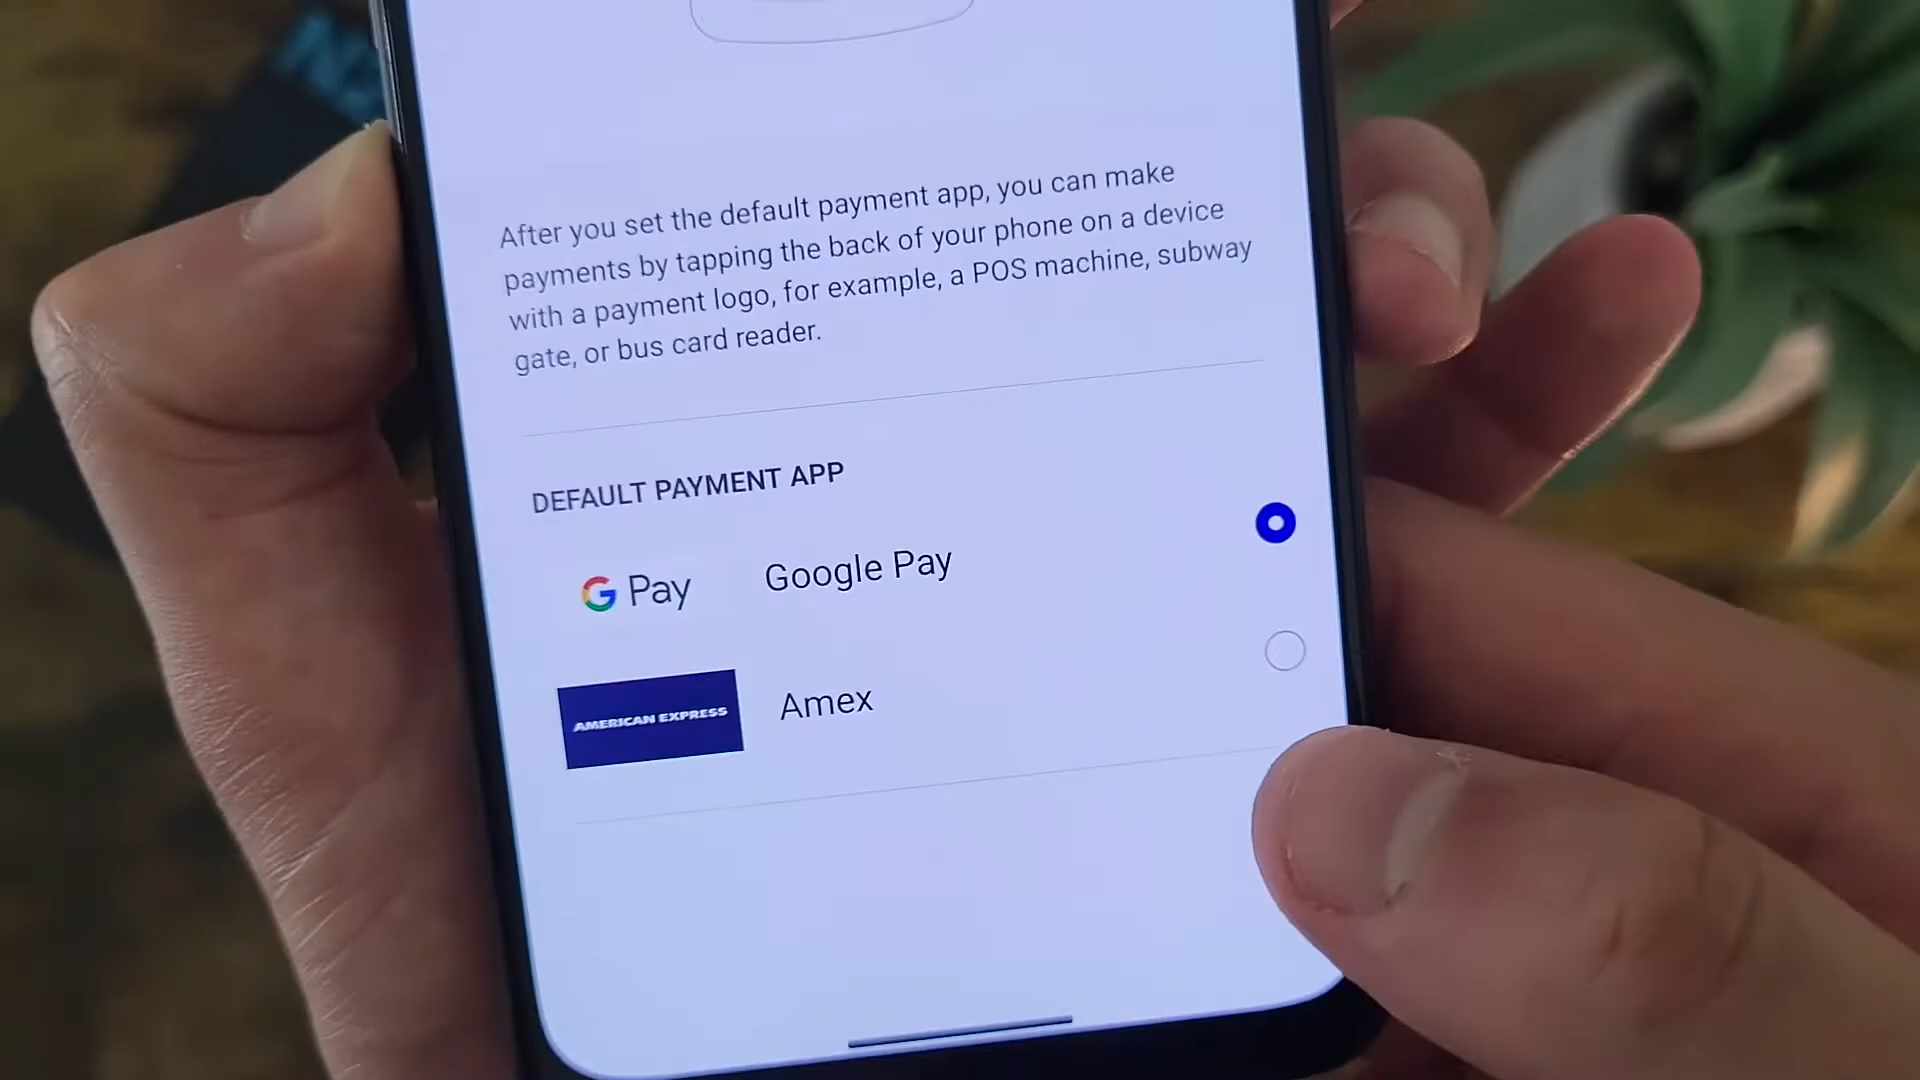 After you set the default payment app, you can make
payments by tapping the back of your phone on a device
with a payment logo, for example, a POS machine, subway
gate, or bus card reader.
DEFAULT PAYMENT APP
G Pay Google Pay
AMERICAN EXPRESS Amex